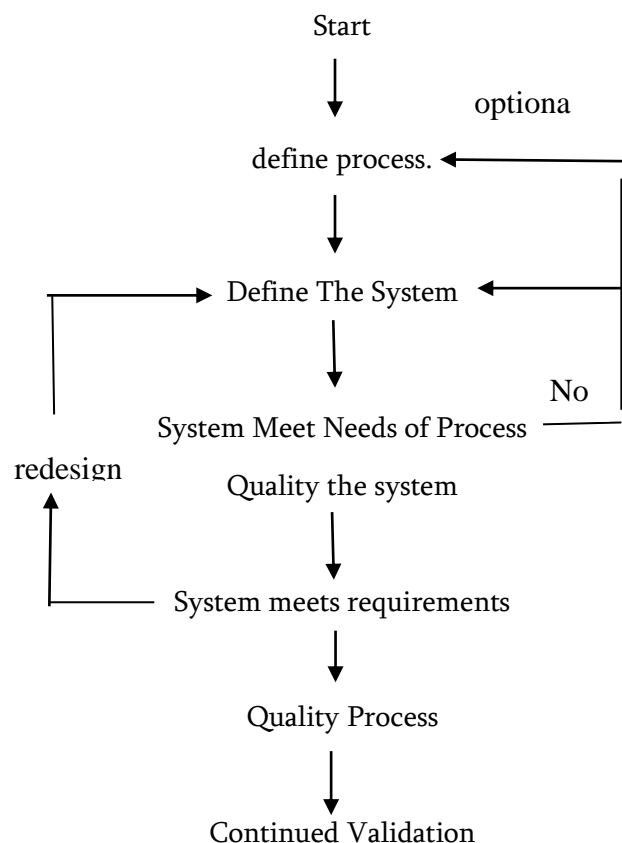 Start
optiona
define process.
Define The System
No
System Meet Needs of Process
redesign
Quality the system
System meets requirements
Quality Process
Continued Validation